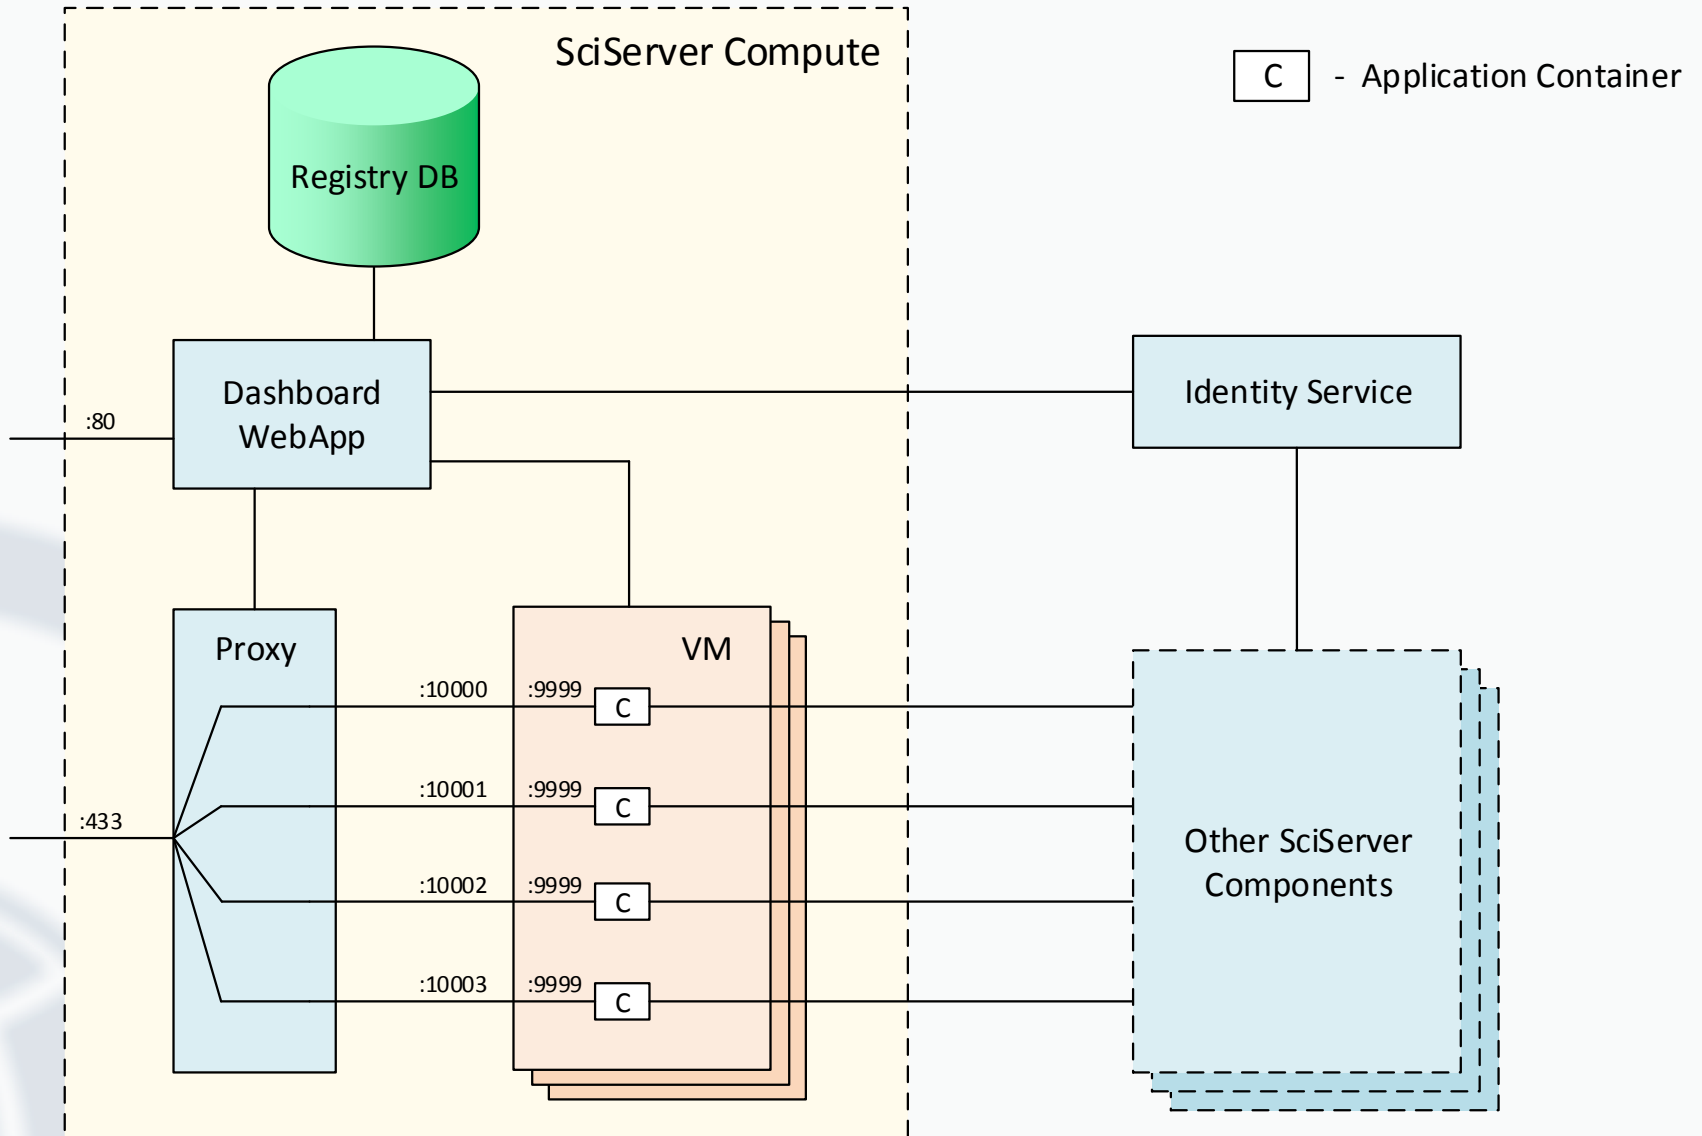 SciServer Compute
C - Application Container
Registry DB
Dashboard
WebApp
Identity Service
:80
Proxy
VM
:10000 :9999
C
:10001 :9999
C
:433
Other SciServer
Components
:10002 :9999
C
:10003 :9999
C